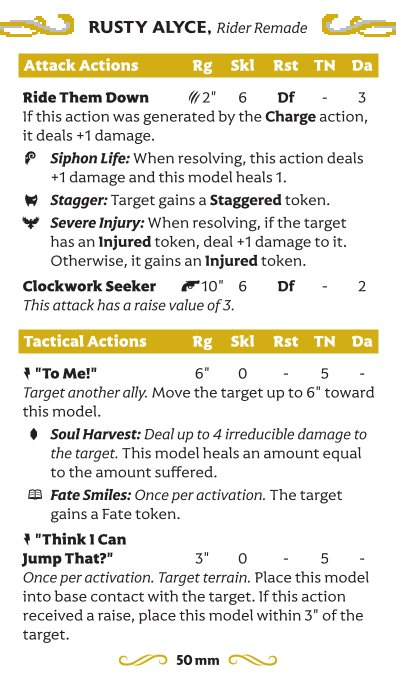 RUSTY ALYCE, Rider Remade
Attack Actions Rg Skl Rst TN Da
Ride Them Down 2" 6 Df - 3
If this action was generated by the Charge action,
it deals +1 damage.
Siphon Life: When resolving, this action deals
+1 damage and this model heals 1.
Stagger: Target gains a Staggered token.
Severe Injury: When resolving, if the target
has an Injured token, deal +1 damage to it.
Otherwise, it gains an Injured token.
Clockwork Seeker 10" 6 Df - 2
This attack has a raise value of 3.
Tactical Actions Rg Skl Rst TN Da
"To Me!" 6" 0 - 5 -
Target another ally. Move the target up to 6" toward
this model.
Soul Harvest: Deal up to 4 irreducible damage to
the target. This model heals an amount equal
to the amount suffered.
Fate Smiles: Once per activation. The target
gains a Fate token.
"Think I Can
Jump That?" 3" 0 - 5 -
Once per activation. Target terrain. Place this model
into base contact with the target. If this action
received a raise, place this model within 3" of the
target.
50 mm